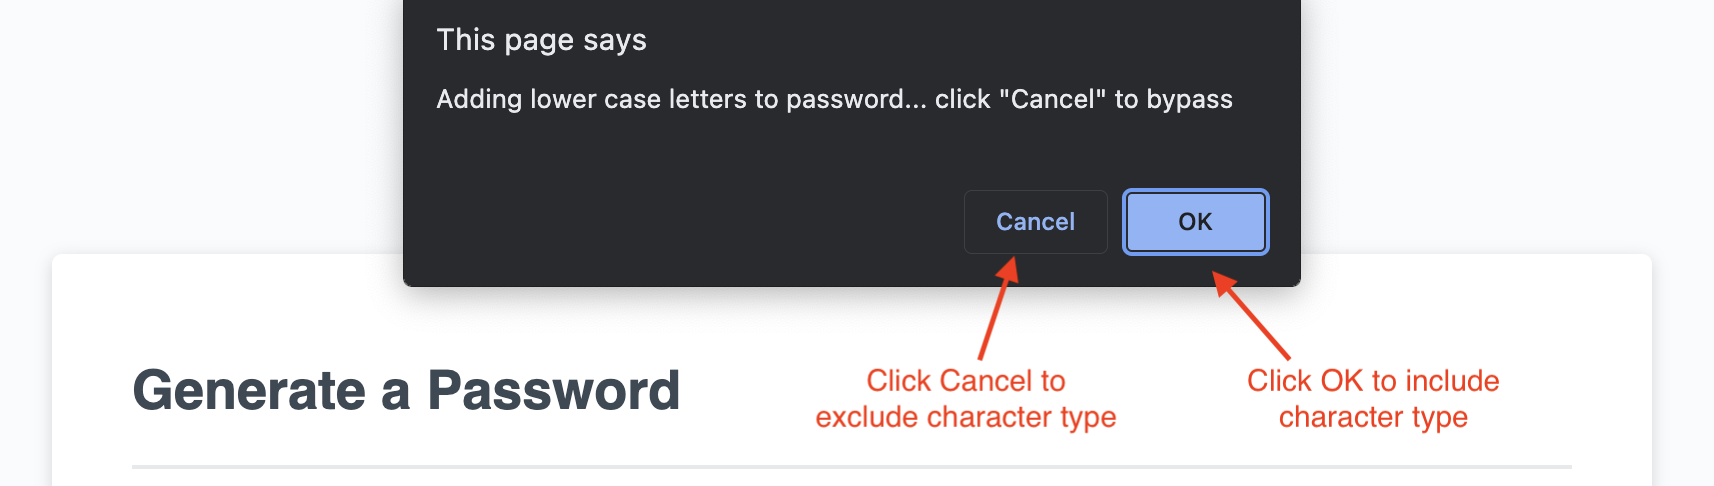 This page says
Adding lower case letters to password... click "Cancel" to bypass
Cancel
OK
Generate a Password
Click Cancel to
exclude character type
Click OK to include
character type